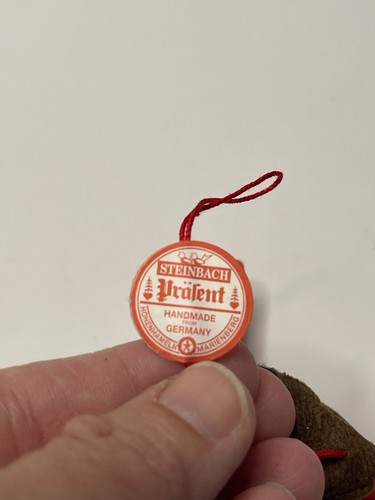 STEINBACH
Präsent
HANDMADE
FROM
GERMANY
HOHENHAMELN MARIENBERG